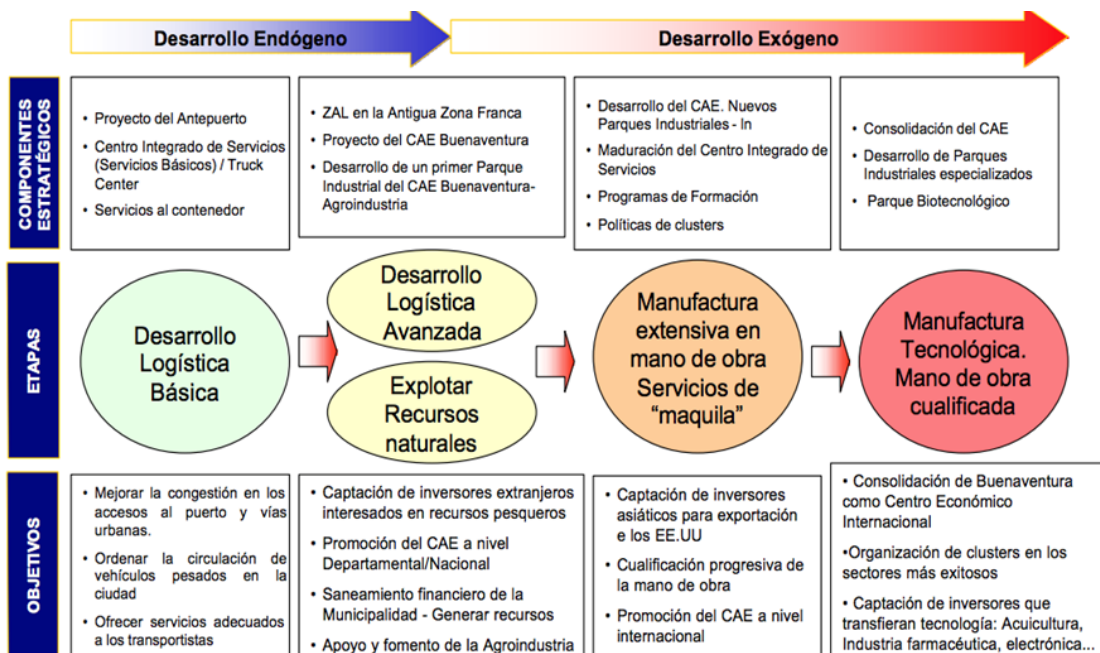 Desarrollo Endógeno
Desarrollo Exógeno
COMPONENTES
ESTRATÉGICOS
• Proyecto del Antepuerto
• Centro Integrado de Servicios
(Servicios Básicos) / Truck
Center
• Servicios al contenedor
• ZAL en la Antigua Zona Franca
• Proyecto del CAE Buenaventura
• Desarrollo de un primer Parque
Industrial del CAE Buenaventura-
Agroindustria
• Desarrollo del CAE. Nuevos
Parques Industriales - In
• Maduración del Centro Integrado de
Servicios
• Programas de Formación
• Políticas de clusters
• Consolidación del CAE
• Desarrollo de Parques
Industriales especializados
• Parque Biotecnológico
ETAPAS
Desarrollo
Logística
Básica
Desarrollo
Logística
Avanzada
Explotar
Recursos
naturales
Manufactura
extensiva en
mano de obra
Servicios de
“maquila”
Manufactura
Tecnológica.
Mano de obra
cualificada
OBJETIVOS
• Mejorar la congestión en los
accesos al puerto y vías
urbanas.
• Ordenar la circulación de
vehículos pesados en la
ciudad
• Ofrecer servicios adecuados
a los transportistas
• Captación de inversores extranjeros
interesados en recursos pesqueros
• Promoción del CAE a nivel
Departamental/Nacional
• Saneamiento financiero de la
Municipalidad - Generar recursos
• Apoyo y fomento de la Agroindustria
• Captación de inversores
asiáticos para exportación
e los EE.UU
• Cualificación progresiva de
la mano de obra
• Promoción del CAE a nivel
internacional
• Consolidación de Buenaventura
como Centro Económico
Internacional
•Organización de clusters en los
sectores más exitosos
• Captación de inversores que
transfieran tecnología: Acuicultura,
Industria farmacéutica, electrónica...